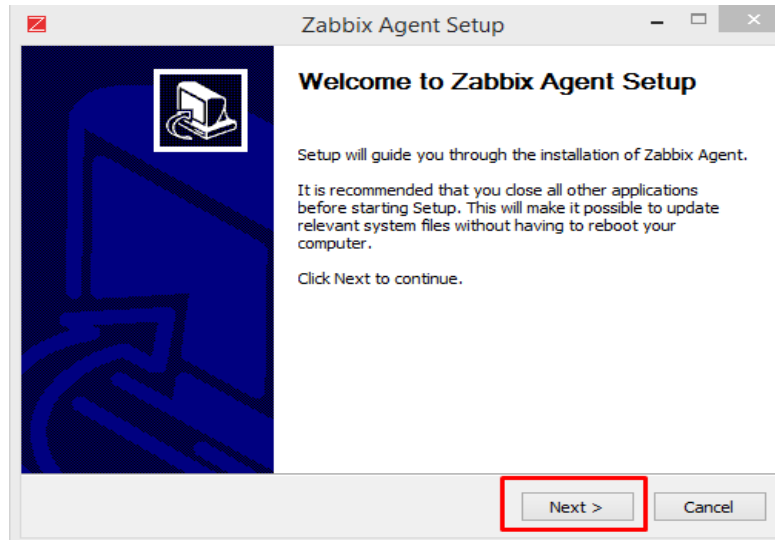 Zabbix Agent Setup
Welcome to Zabbix Agent Setup
Setup will guide you through the installation of Zabbix Agent.
It is recommended that you close all other applications
before starting Setup. This will make it possible to update
relevant system files without having to reboot your
computer.
Click Next to continue.
Next >
Cancel